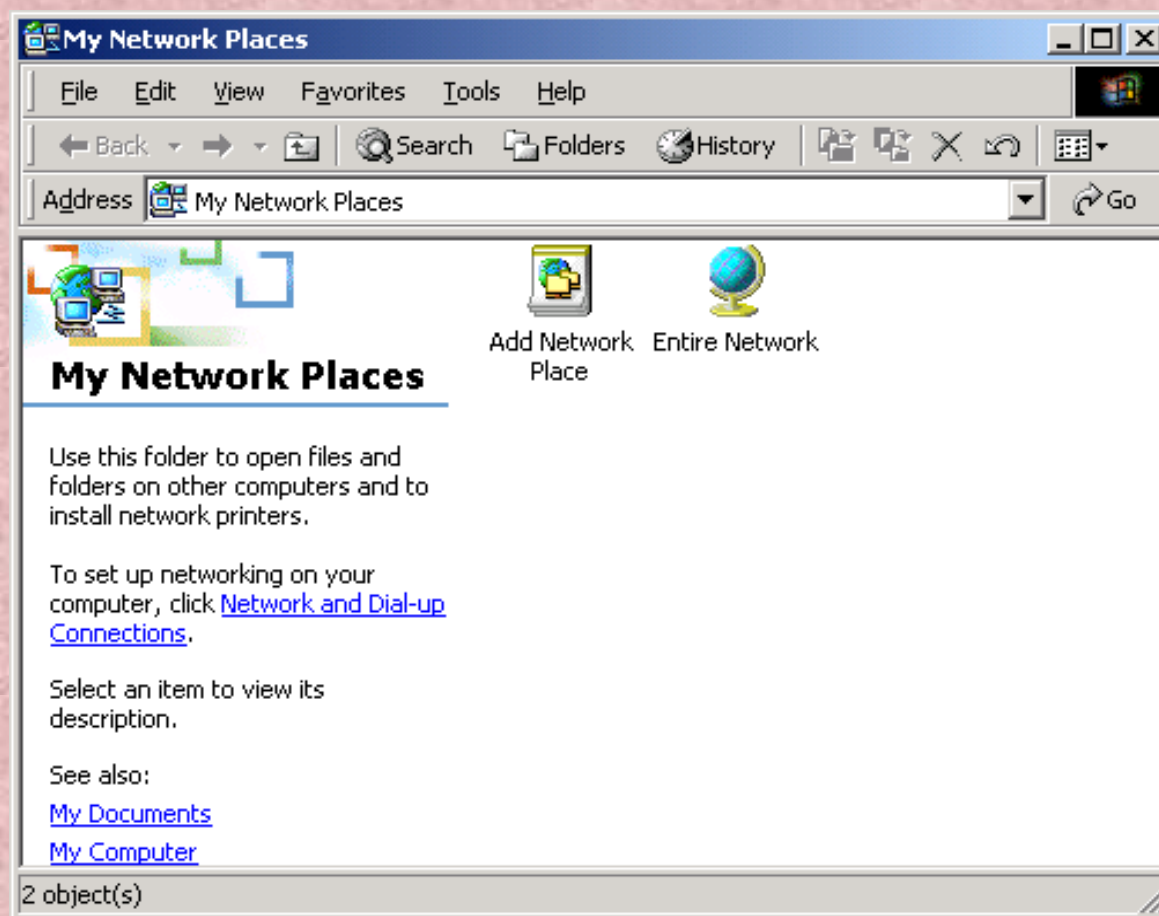 My Network Places
File Edit View Favorites Tools Help
Back Search Folders History
Address My Network Places Go
My Network Places
Use this folder to open files and
folders on other computers and to
install network printers.
To set up networking on your
computer, click Network and Dial-up
Connections.
Select an item to view its
description.
See also:
My Documents
My Computer
Add Network
Place
Entire Network
2 object(s)